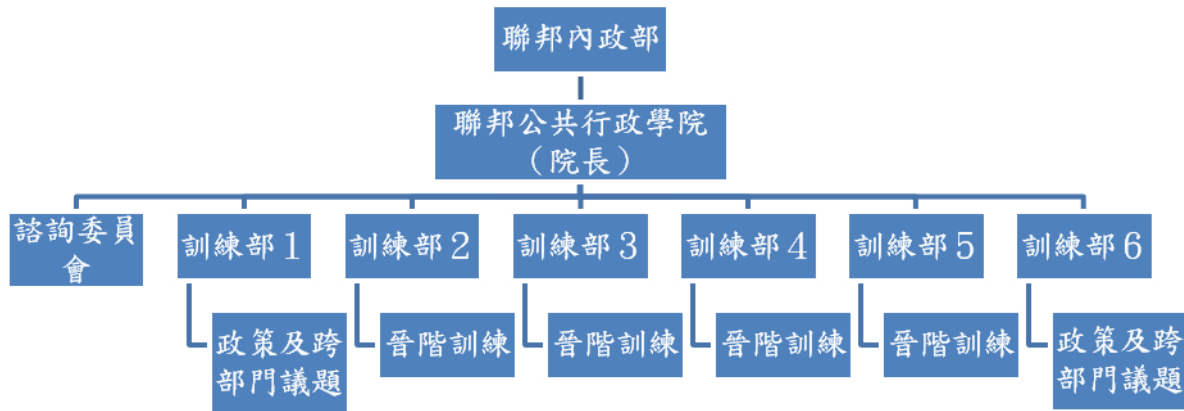 聯邦內政部
聯邦公共行政學院
（院長）
諮詢委員
會
訓練部1
訓練部2
訓練部3
訓練部4
訓練部5
訓練部6
政策及跨
部門議題
晉階訓練
晉階訓練
晉階訓練
晉階訓練
政策及跨
部門議題